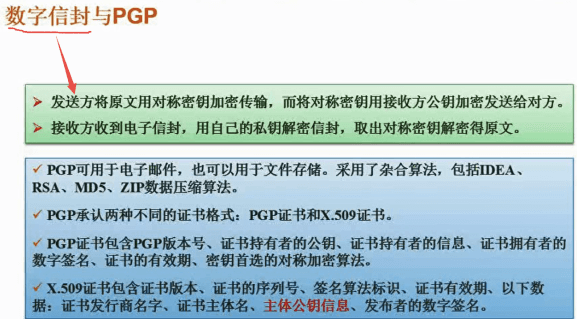 数字信封与PGP
➢ 发送方将原文用对称密钥加密传输，而将对称密钥用接收方公钥加密发送给对方。
➢ 接收方收到电子信封，用自己的私钥解密信封，取出对称密钥解密得原文。
✓ PGP可用于电子邮件，也可以用于文件存储。采用了杂合算法，包括IDEA、
RSA、MD5、ZIP数据压缩算法。
✓ PGP承认两种不同的证书格式：PGP证书和X.509证书。
✓ PGP证书包含PGP版本号、证书持有者的公钥、证书持有者的信息、证书拥有者的
数字签名、证书的有效期、密钥首选的对称加密算法。
✓ X.509证书包含证书版本、证书的序列号、签名算法标识、证书有效期、以下数
据：证书发行商名字、证书主体名、主体公钥信息、发布者的数字签名。